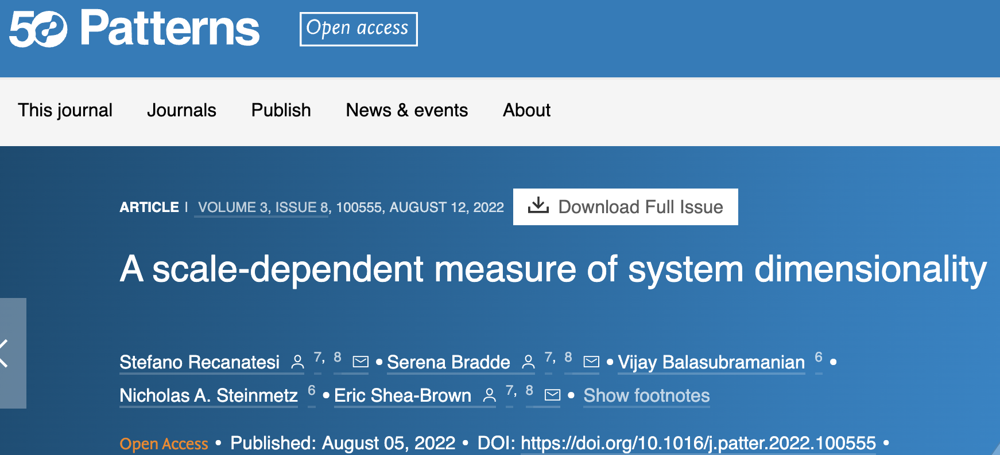 50 Patterns Open access
This journal Journals Publish News & events About
ARTICLE | VOLUME 3, ISSUE 8, 100555, AUGUST 12, 2022 Download Full Issue
A scale-dependent measure of system dimensionality
Stefano Recanatesi 7, 8 • Serena Bradde 7, 8 • Vijay Balasubramanian 6 •
Nicholas A. Steinmetz 6 • Eric Shea-Brown 7, 8 • Show footnotes
Open Access • Published: August 05, 2022 • DOI: https://doi.org/10.1016/j.patter.2022.100555 •